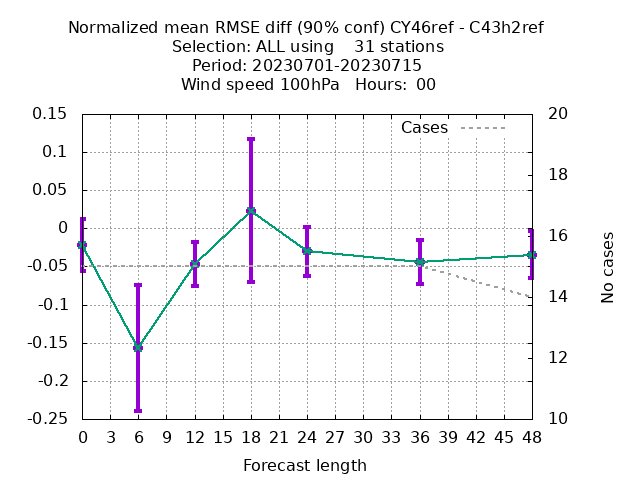 Normalized mean RMSE diff (90% conf) CY46ref - C43h2ref
Selection: ALL using    31 stations
Period: 20230701-20230715
Wind speed 100hPa   Hours:  00
0.15
0.1
0.05
0
-0.05
-0.1
-0.15
-0.2
-0.25
Cases
20
18
16
14
12
10
No cases
0 3 6 9 12 15 18 21 24 27 30 33 36 39 42 45 48
Forecast length